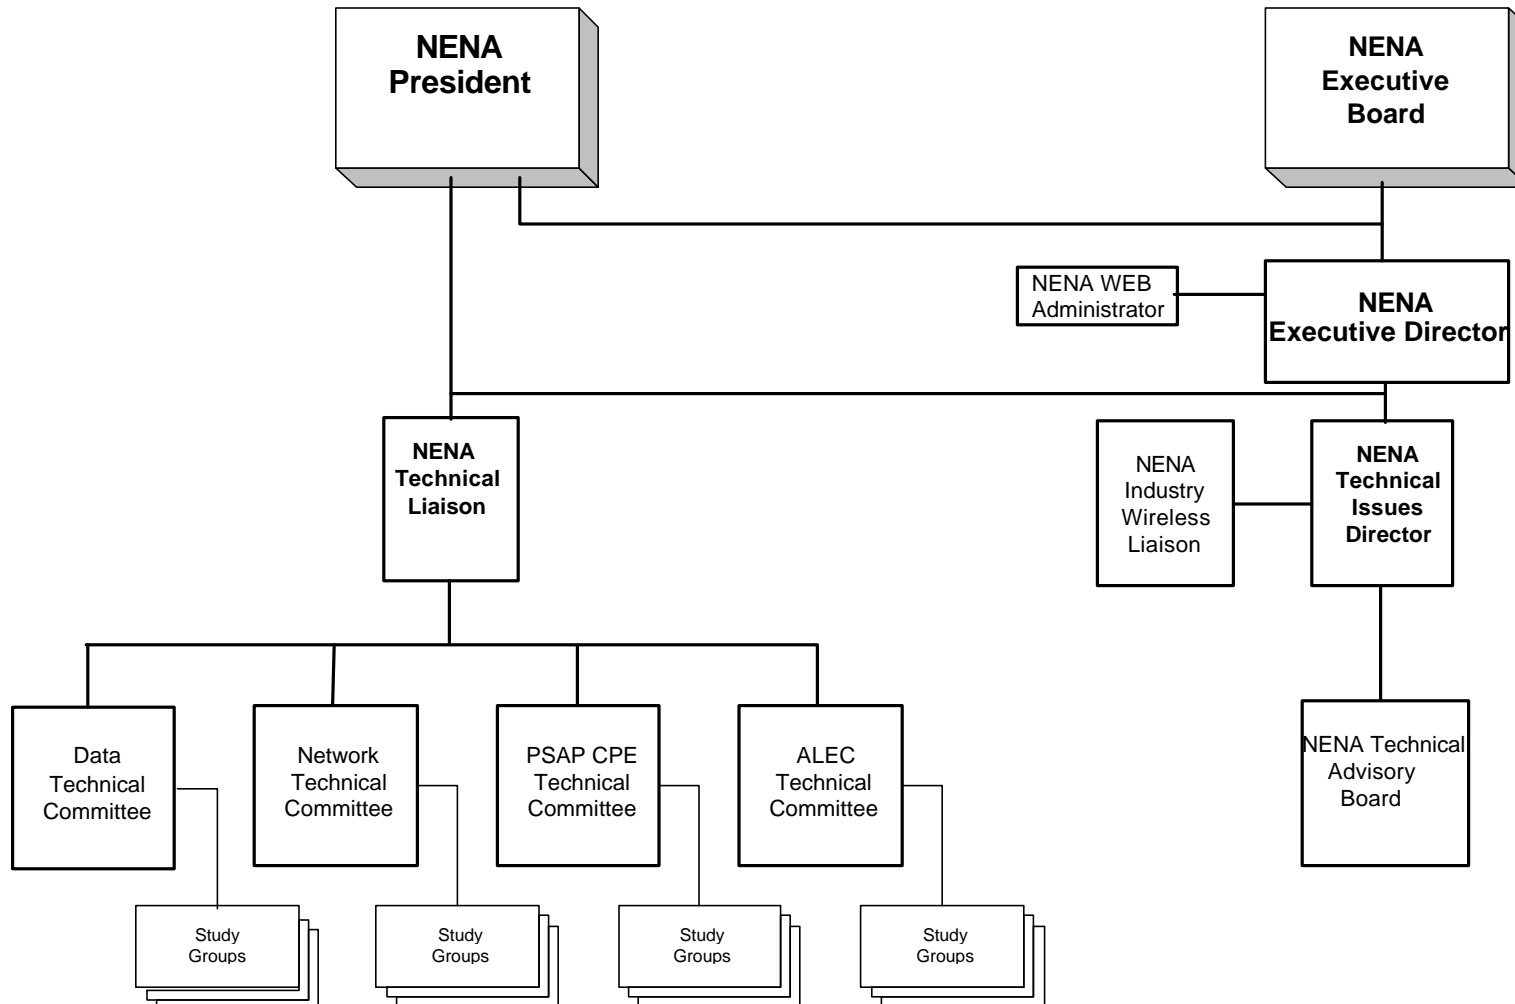 NENA
President
NENA
Executive
Board
NENA WEB
Administrator
NENA
Executive Director
NENA
Technical
Liaison
NENA
Industry
Wireless
Liaison
NENA
Technical
Issues
Director
Data
Technical
Committee
Network
Technical
Committee
PSAP CPE
Technical
Committee
ALEC
Technical
Committee
NENA Technical
Advisory
Board
Study
Groups
Study
Groups
Study
Groups
Study
Groups